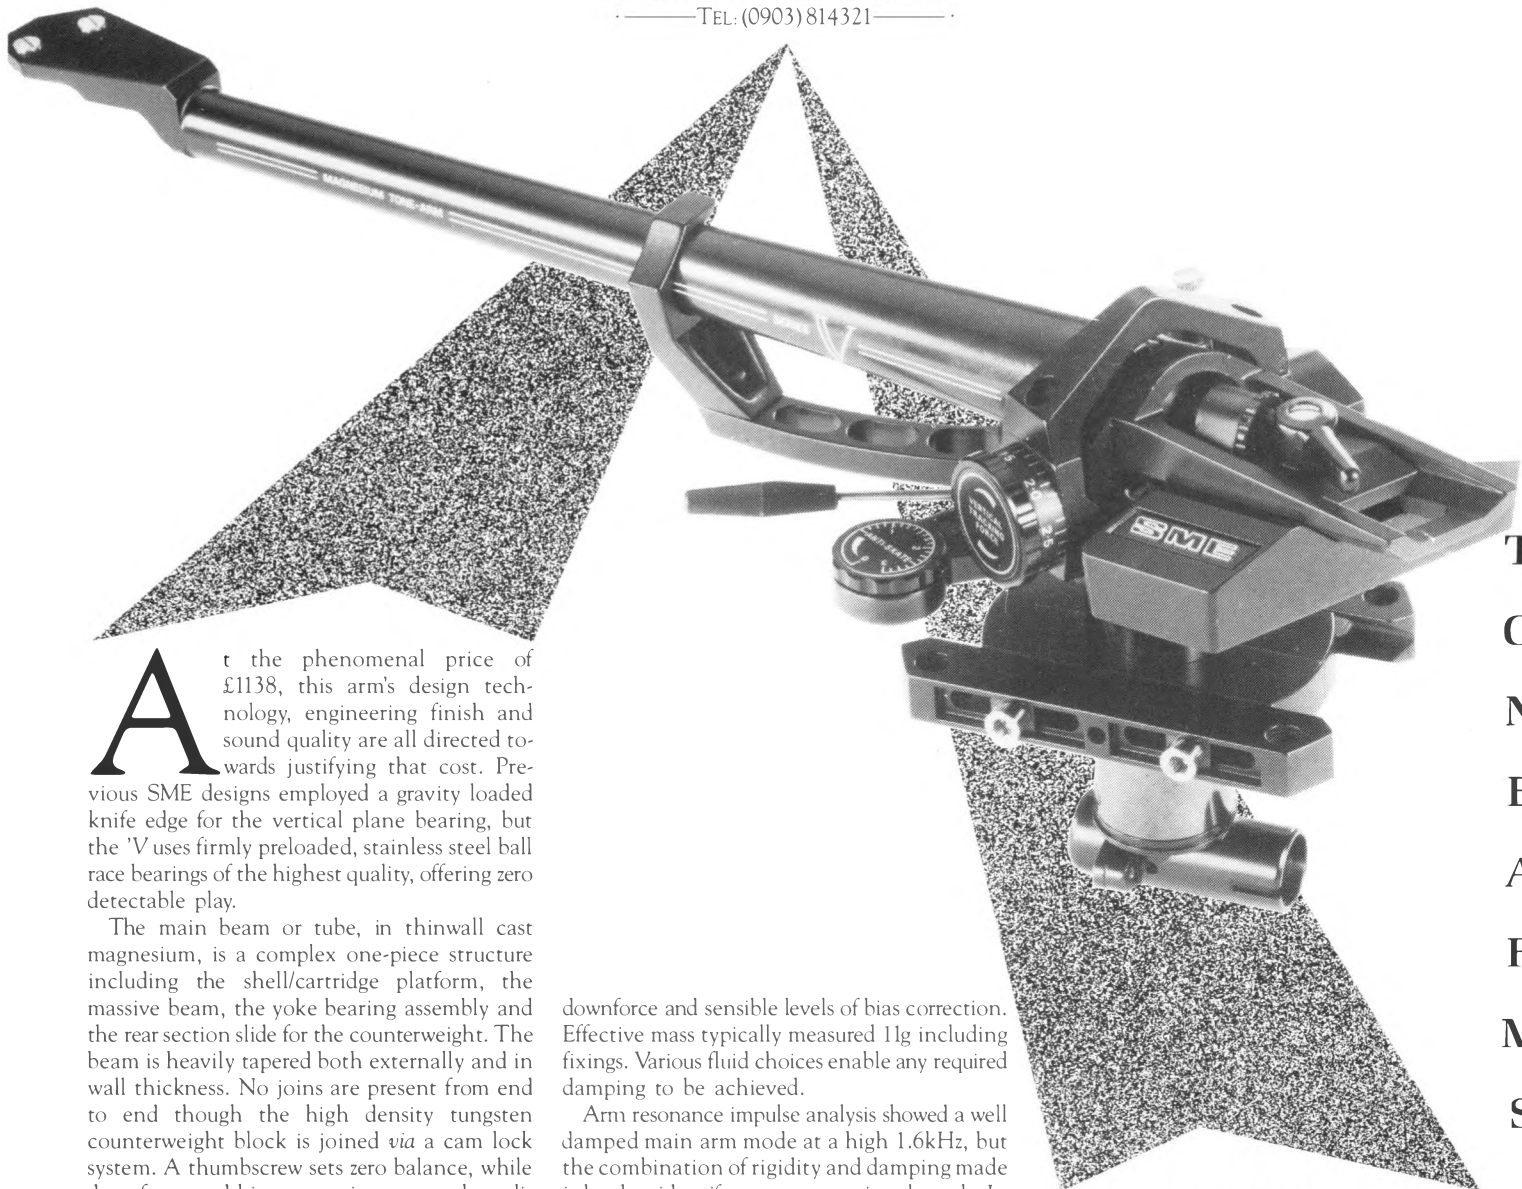 TEL: (0903) 814321
MAGNESIUM TONE-ARM
SERIES V
VERTICAL
TRACKING
FORCE
ANTI-SKATE
SME
At the phenomenal price of
£1138, this arm's design tech-
nology, engineering finish and
sound quality are all directed to-
wards justifying that cost. Pre-
vious SME designs employed a gravity loaded
knife edge for the vertical plane bearing, but
the 'V uses firmly preloaded, stainless steel ball
race bearings of the highest quality, offering zero
detectable play.
The main beam or tube, in thinwall cast
magnesium, is a complex one-piece structure
including the shell/cartridge platform, the
massive beam, the yoke bearing assembly and
the rear section slide for the counterweight. The
beam is heavily tapered both externally and in
wall thickness. No joins are present from end
to end though the high density tungsten
counterweight block is joined via a cam lock
system. A thumbscrew sets zero balance, while
downforce and sensible levels of bias correction.
Effective mass typically measured 11g including
fixings. Various fluid choices enable any required
damping to be achieved.
Arm resonance impulse analysis showed a well
damped main arm mode at a high 1.6kHz, but
the combination of rigidity and damping made